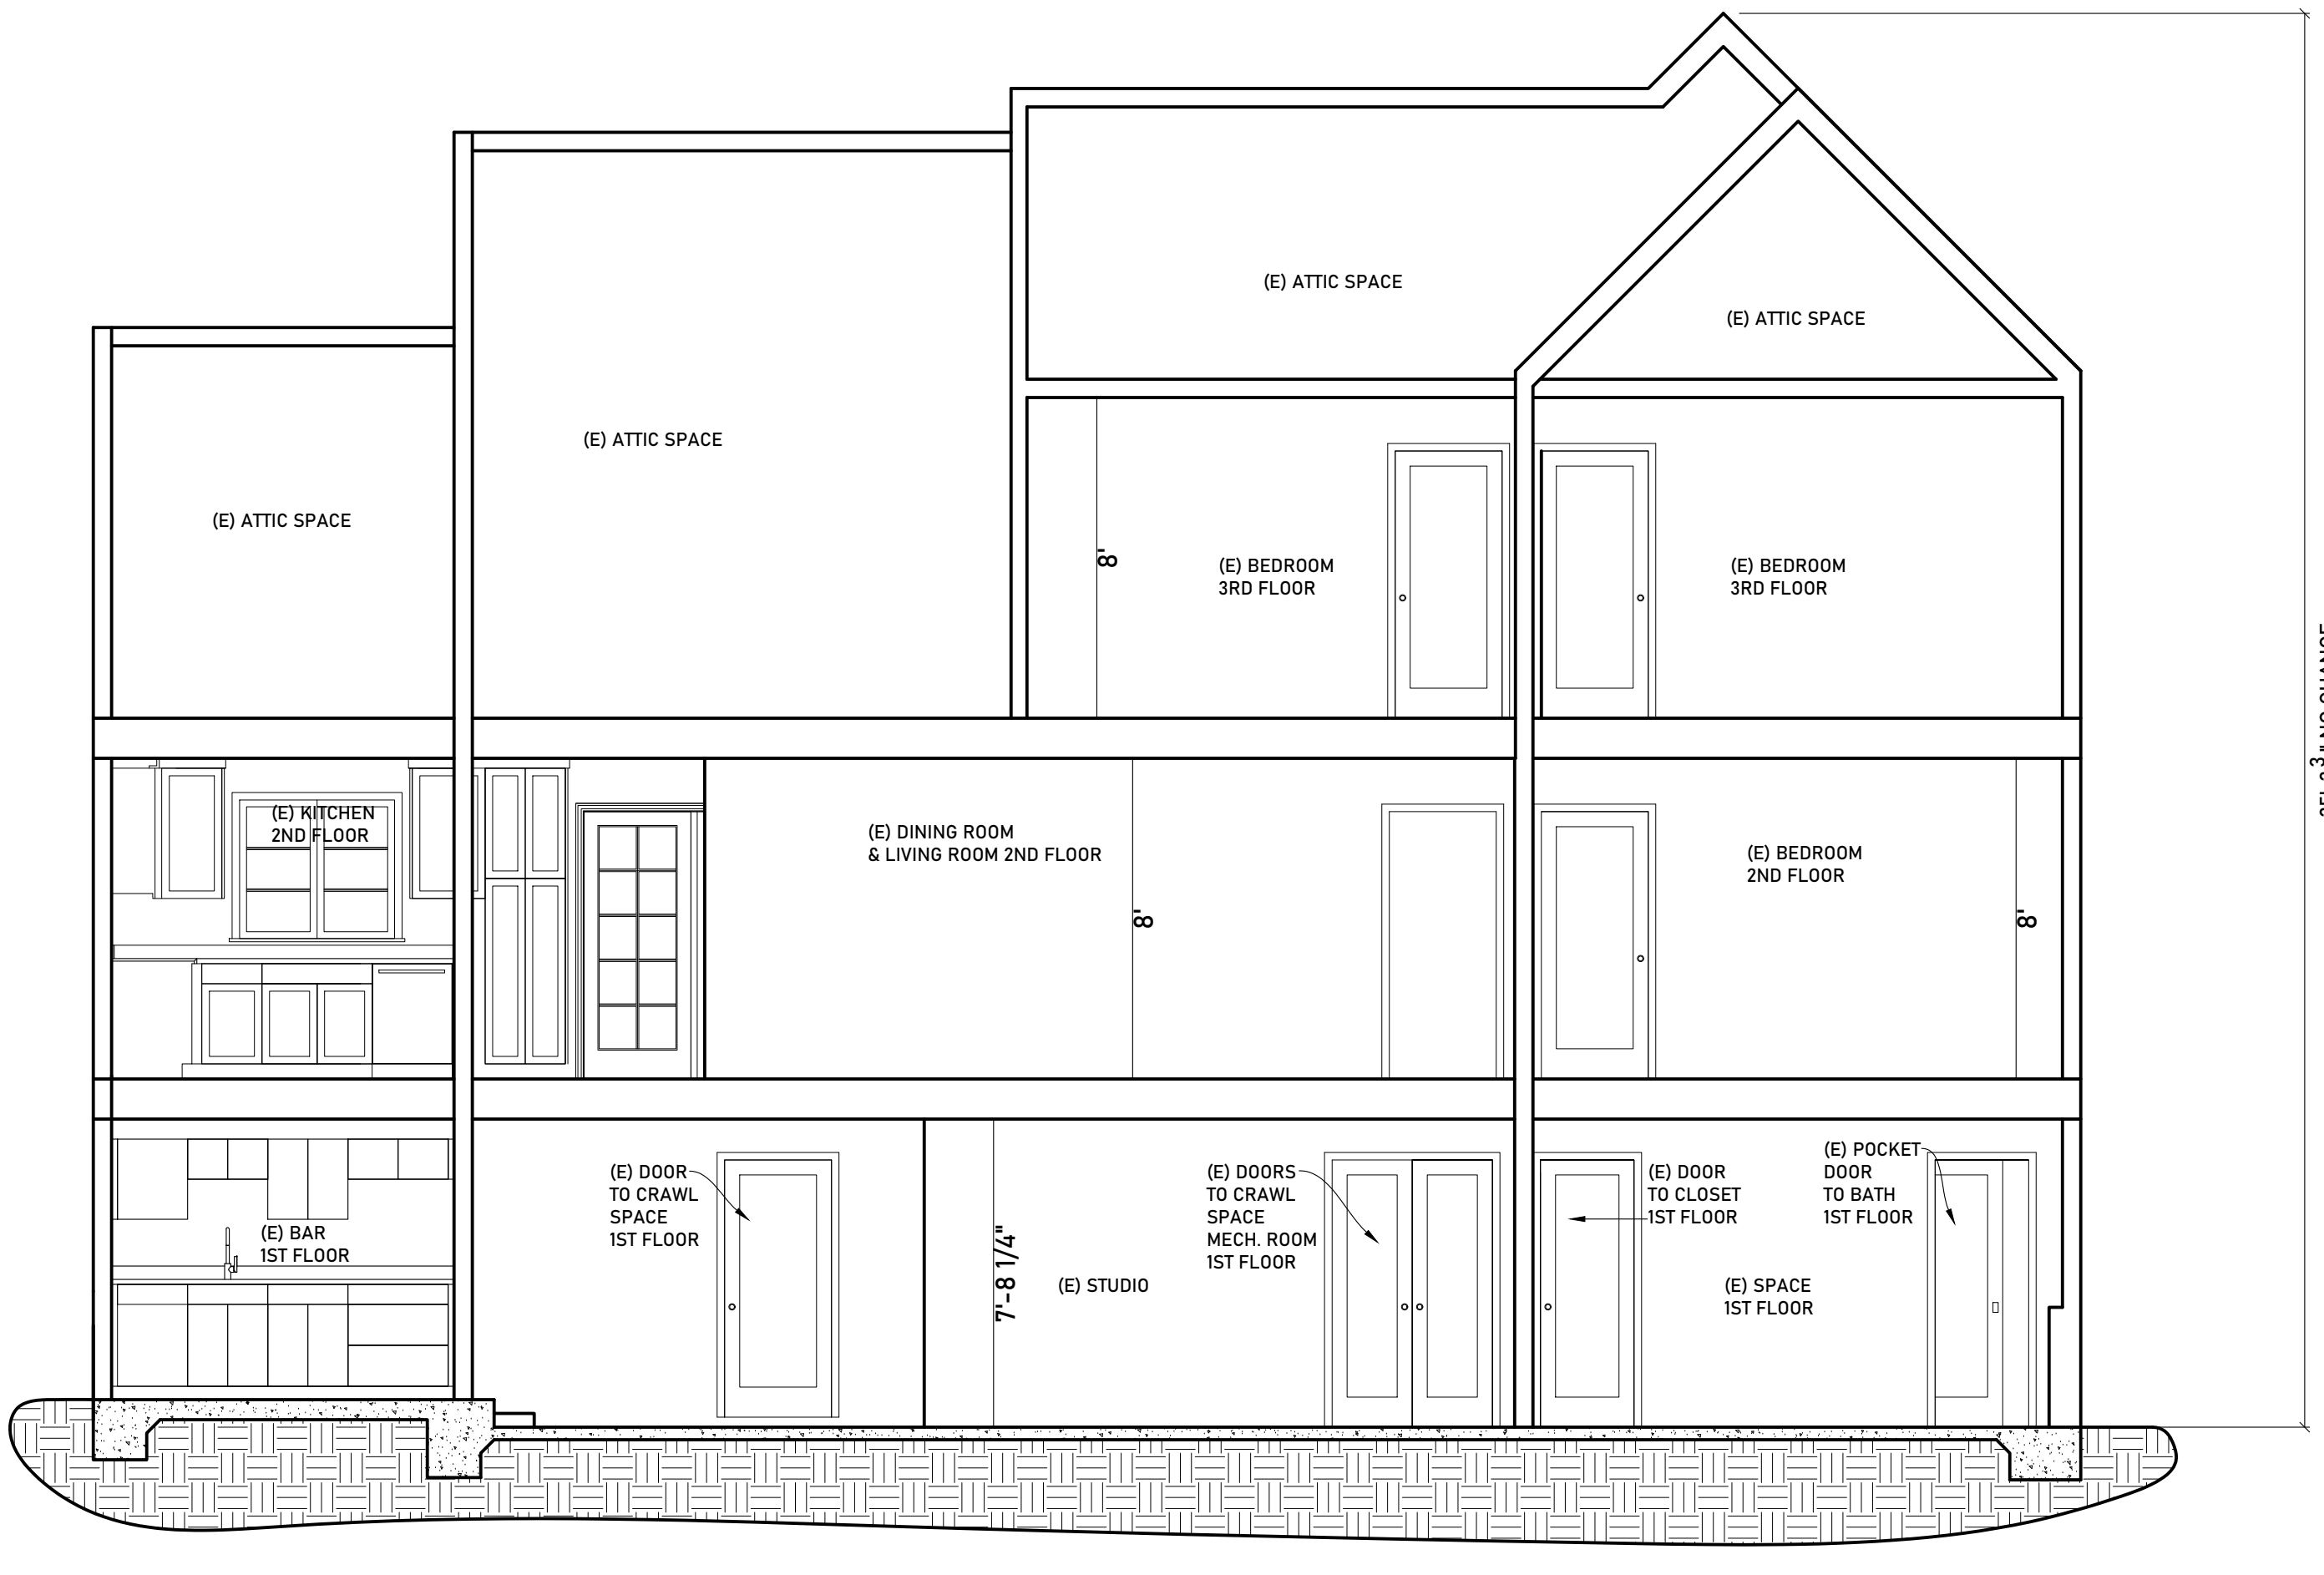 (E) ATTIC SPACE
(E) ATTIC SPACE
(E) ATTIC SPACE
(E) ATTIC SPACE
8'
(E) BEDROOM
3RD FLOOR
(E) BEDROOM
3RD FLOOR
(E) KITCHEN
2ND FLOOR
(E) DINING ROOM
& LIVING ROOM 2ND FLOOR
8'
(E) BEDROOM
2ND FLOOR
8'
(E) DOOR
TO CRAWL
SPACE
1ST FLOOR
(E) DOORS
TO CRAWL
SPACE
MECH. ROOM
1ST FLOOR
(E) DOOR
TO CLOSET
1ST FLOOR
(E) POCKET
DOOR
TO BATH
1ST FLOOR
(E) BAR
1ST FLOOR
7'-8 1/4"
(E) STUDIO
(E) SPACE
1ST FLOOR